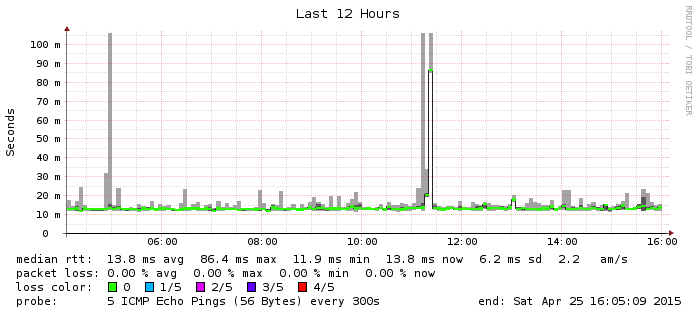 Last 12 Hours
RRDTOOL / TOBI OETIKER
Seconds
100 m
90 m
80 m
70 m
60 m
50 m
40 m
30 m
20 m
10 m
0
06:00 08:00 10:00 12:00 14:00 16:00
median rtt: 13.8 ms avg 86.4 ms max 11.9 ms min 13.8 ms now 6.2 ms sd 2.2 am/s
packet loss: 0.00 % avg 0.00 % max 0.00 % min 0.00 % now
loss color: 0 1/5 2/5 3/5 4/5
probe: 5 ICMP Echo Pings (56 Bytes) every 300s end: Sat Apr 25 16:05:09 2015